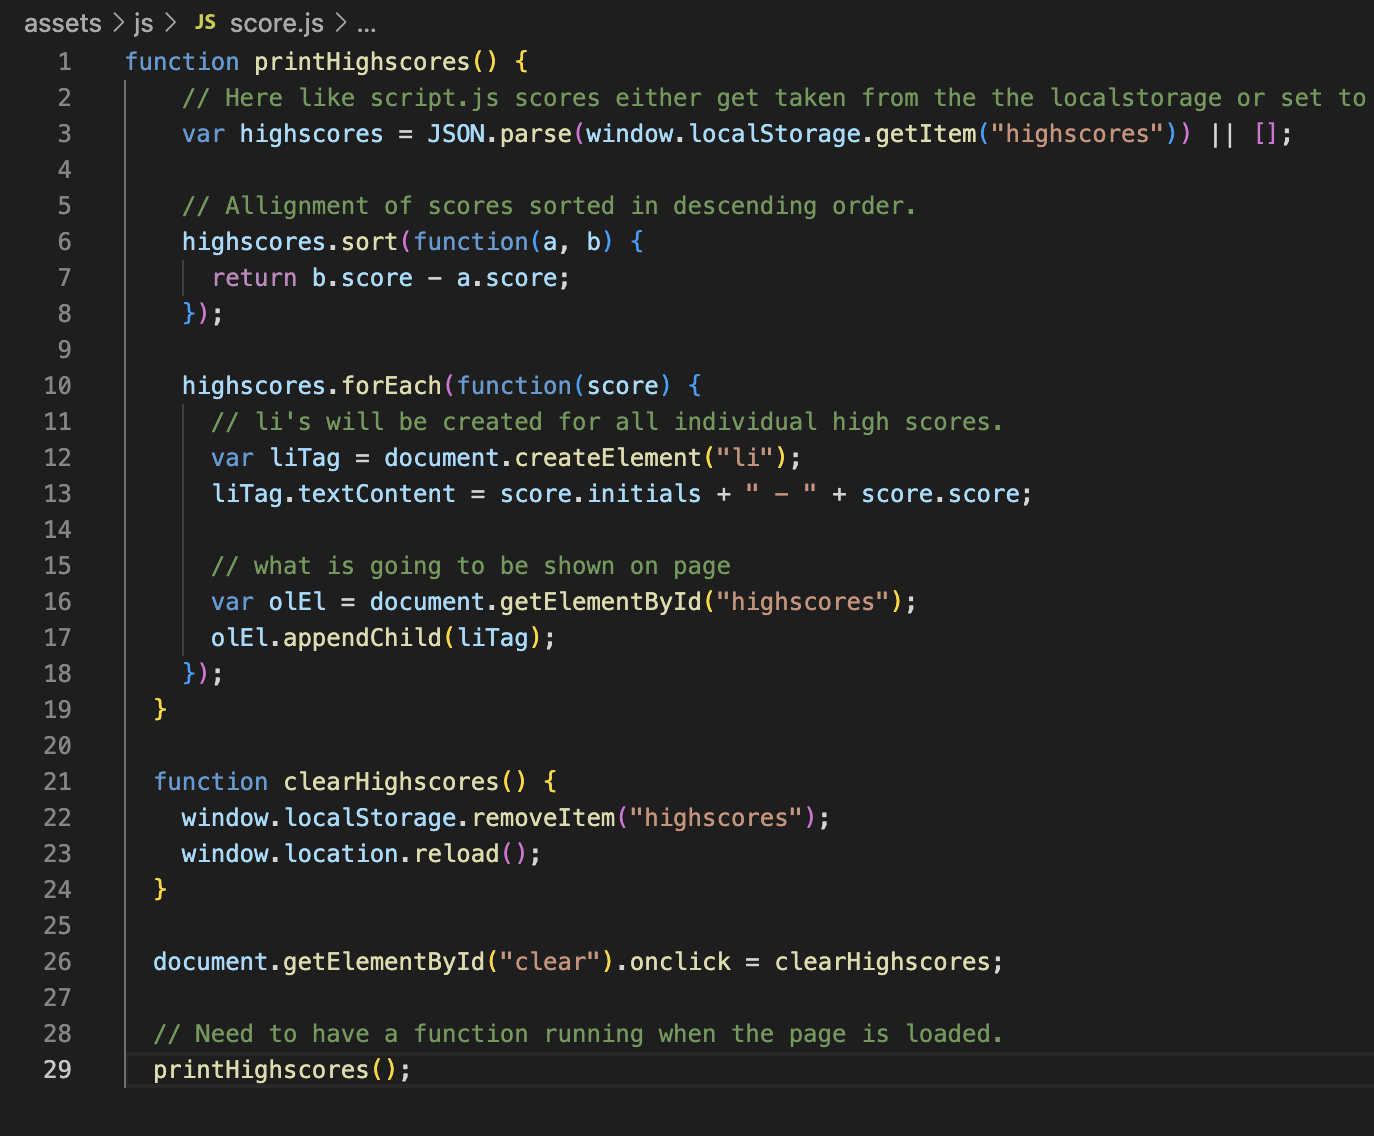 assets > js > JS score.js > ...
1 function printHighscores() {
2 // Here like script.js scores either get taken from the the localstorage or set to
3 var highscores = JSON.parse(window.localStorage.getItem("highscores")) || [];
4
5 // Allignment of scores sorted in descending order.
6 highscores.sort(function(a, b) {
7 return b.score - a.score;
8 });
9
10 highscores.forEach(function(score) {
11 // li's will be created for all individual high scores.
12 var liTag = document.createElement("li");
13 liTag.textContent = score.initials + " - " + score.score;
14
15 // what is going to be shown on page
16 var olEl = document.getElementById("highscores");
17 olEl.appendChild(liTag);
18 });
19 }
20
21 function clearHighscores() {
22 window.localStorage.removeItem("highscores");
23 window.location.reload();
24 }
25
26 document.getElementById("clear").onclick = clearHighscores;
27
28 // Need to have a function running when the page is loaded.
29 printHighscores();